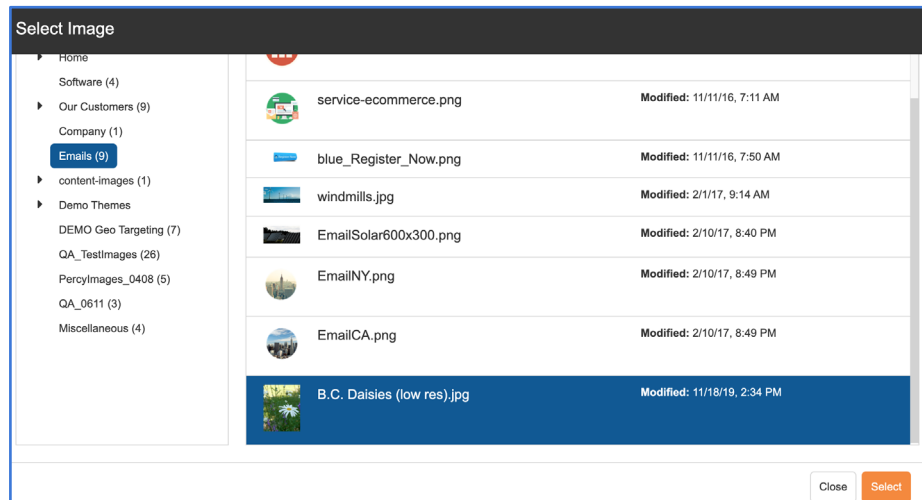 Select Image
Home
Software (4)
Our Customers (9)
Company (1)
Emails (9)
content-images (1)
Demo Themes
DEMO Geo Targeting (7)
QA_TestImages (26)
PercyImages_0408 (5)
QA_0611 (3)
Miscellaneous (4)
service-ecommerce.png Modified: 11/11/16, 7:11 AM
blue_Register_Now.png Modified: 11/11/16, 7:50 AM
windmills.jpg Modified: 2/1/17, 9:14 AM
EmailSolar600x300.png Modified: 2/10/17, 8:40 PM
EmailNY.png Modified: 2/10/17, 8:49 PM
EmailCA.png Modified: 2/10/17, 8:49 PM
B.C. Daisies (low res).jpg Modified: 11/18/19, 2:34 PM
Close Select